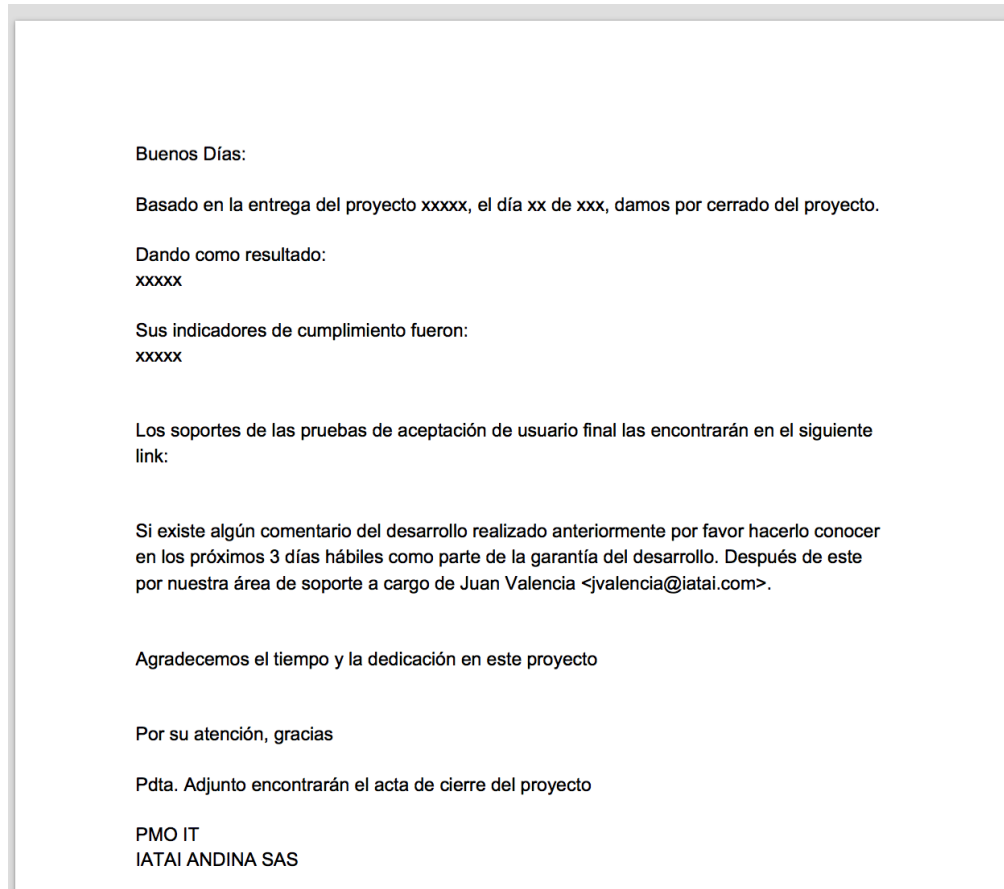 Buenos Días:
Basado en la entrega del proyecto xxxxx, el día xx de xxx, damos por cerrado del proyecto.
Dando como resultado:
xxxxx
Sus indicadores de cumplimiento fueron:
xxxxx
Los soportes de las pruebas de aceptación de usuario final las encontrarán en el siguiente
link:
Si existe algún comentario del desarrollo realizado anteriormente por favor hacerlo conocer
en los próximos 3 días hábiles como parte de la garantía del desarrollo. Después de este
por nuestra área de soporte a cargo de Juan Valencia <jvalencia@iatai.com>.
Agradecemos el tiempo y la dedicación en este proyecto
Por su atención, gracias
Pdta. Adjunto encontrarán el acta de cierre del proyecto
PMO IT
IATAI ANDINA SAS